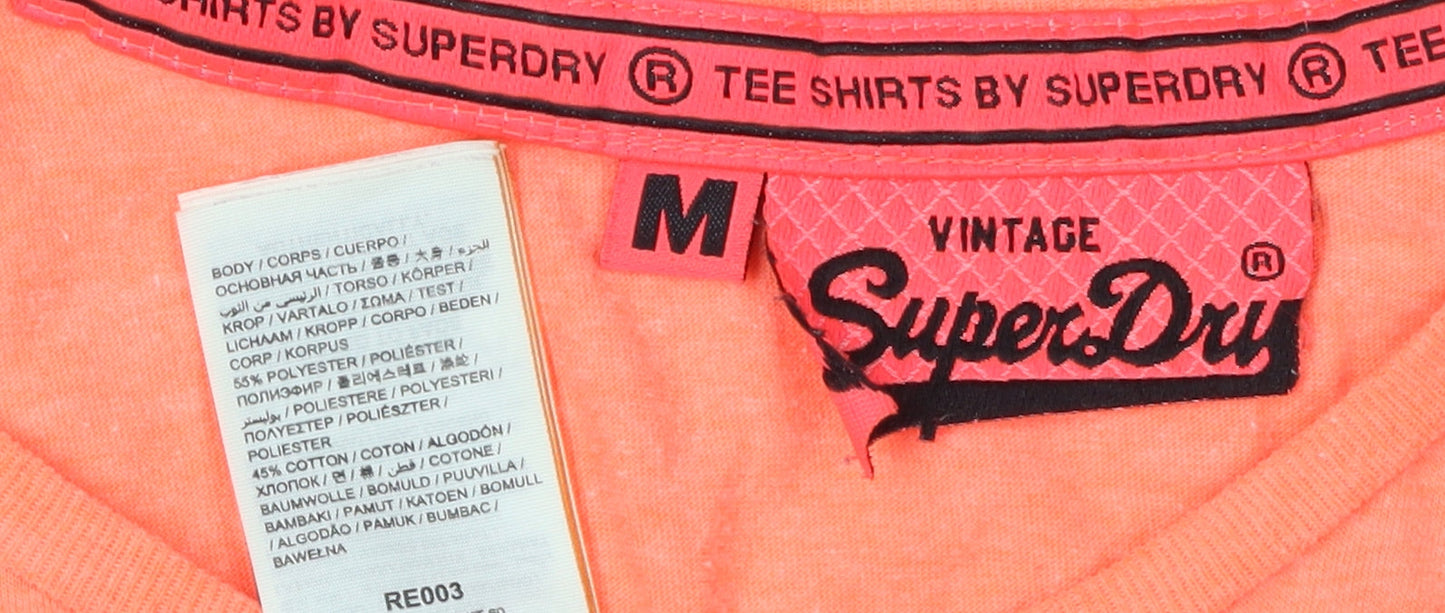 SHIRTS BY SUPERDRY ® TEE SHIRTS BY SUPERDRY ® TEE
M
VINTAGE
SuperDry ®
BODY / CORPS / CUERPO /
ОСНОВНАЯ ЧАСТЬ / / 大身 / الجزء
الرئيسي من الثوب / TORSO / KÖRPER /
KROP / VARTALO / ΣΩΜΑ / TEST /
LICHAAM / KROPP / CORPO / BEDEN /
CORP / KORPUS
55% POLYESTER / POLIÉSTER /
ПОЛИЭФИР / 폴리에스테르 / 涤纶 /
بوليستر / POLIESTERE / POLYESTERI /
ΠΟΛΥΕΣΤΕΡ / POLIÉSZTER /
POLIESTER
45% COTTON / COTON / ALGODÓN /
ХЛОПОК / 면 / 棉 / قطن / COTONE /
BAUMWOLLE / BOMULD / PUUVILLA /
BAMBAKI / PAMUT / KATOEN / BOMULL
/ ALGODÃO / PAMUK / BUMBAC /
BAWEŁNA
RE003